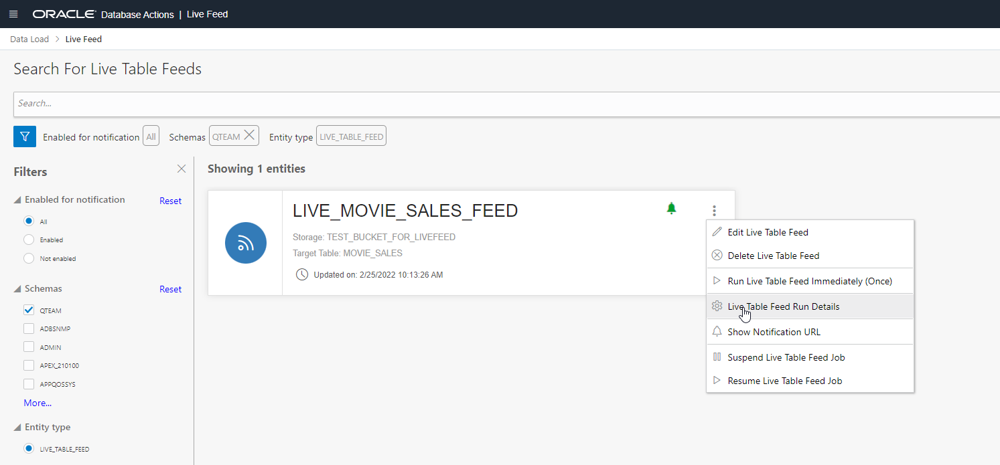 ORACLE Database Actions | Live Feed
Data Load > Live Feed
Search For Live Table Feeds
Search...
Enabled for notification All Schemas QTEAM Entity type LIVE_TABLE_FEED
Filters
Enabled for notification Reset
All
Enabled
Not enabled
Schemas Reset
QTEAM
ADBSNMP
ADMIN
APEX_210100
APPQOSSYS
More...
Entity type
LIVE_TABLE_FEED
Showing 1 entities
LIVE_MOVIE_SALES_FEED
Storage: TEST_BUCKET_FOR_LIVEFEED
Target Table: MOVIE_SALES
Updated on: 2/25/2022 10:13:26 AM
Edit Live Table Feed
Delete Live Table Feed
Run Live Table Feed Immediately (Once)
Live Table Feed Run Details
Show Notification URL
Suspend Live Table Feed Job
Resume Live Table Feed Job